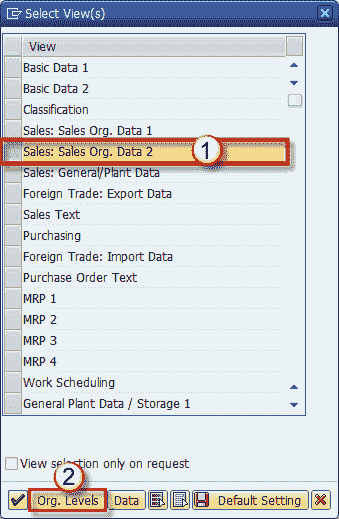 Select View(s)
View
Basic Data 1
Basic Data 2
Classification
Sales: Sales Org. Data 1
Sales: Sales Org. Data 2
1
Sales: General/Plant Data
Foreign Trade: Export Data
Sales Text
Purchasing
Foreign Trade: Import Data
Purchase Order Text
MRP 1
MRP 2
MRP 3
MRP 4
Work Scheduling
General Plant Data / Storage 1
View selection only on request
2
Org. Levels Data Default Setting